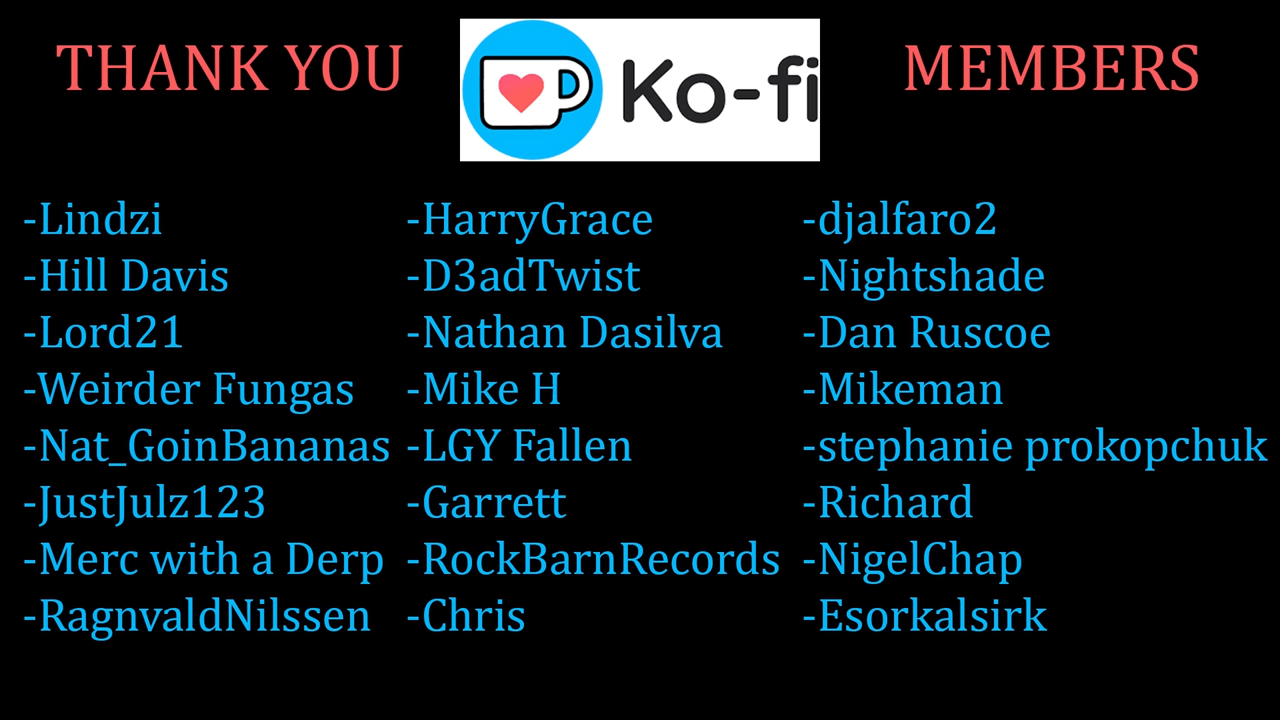 THANK YOU
Ko-fi
MEMBERS
-Lindzi
-Hill Davis
-Lord21
-Weirder Fungas
-Nat_GoinBananas
-JustJulz123
-Merc with a Derp
-RagnvaldNilssen
-HarryGrace
-D3adTwist
-Nathan Dasilva
-Mike H
-LGY Fallen
-Garrett
-RockBarnRecords
-Chris
-djalfaro2
-Nightshade
-Dan Ruscoe
-Mikeman
-stephanie prokopchuk
-Richard
-NigelChap
-Esorkalsirk